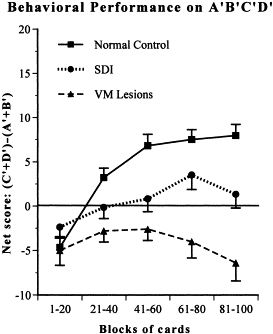 Behavioral Performance on A'B'C'D'
20
15
10
5
0
-5
-10
Net score: (C'+D')-(A'+B')
Normal Control
SDI
VM Lesions
1-20 21-40 41-60 61-80 81-100
Blocks of cards